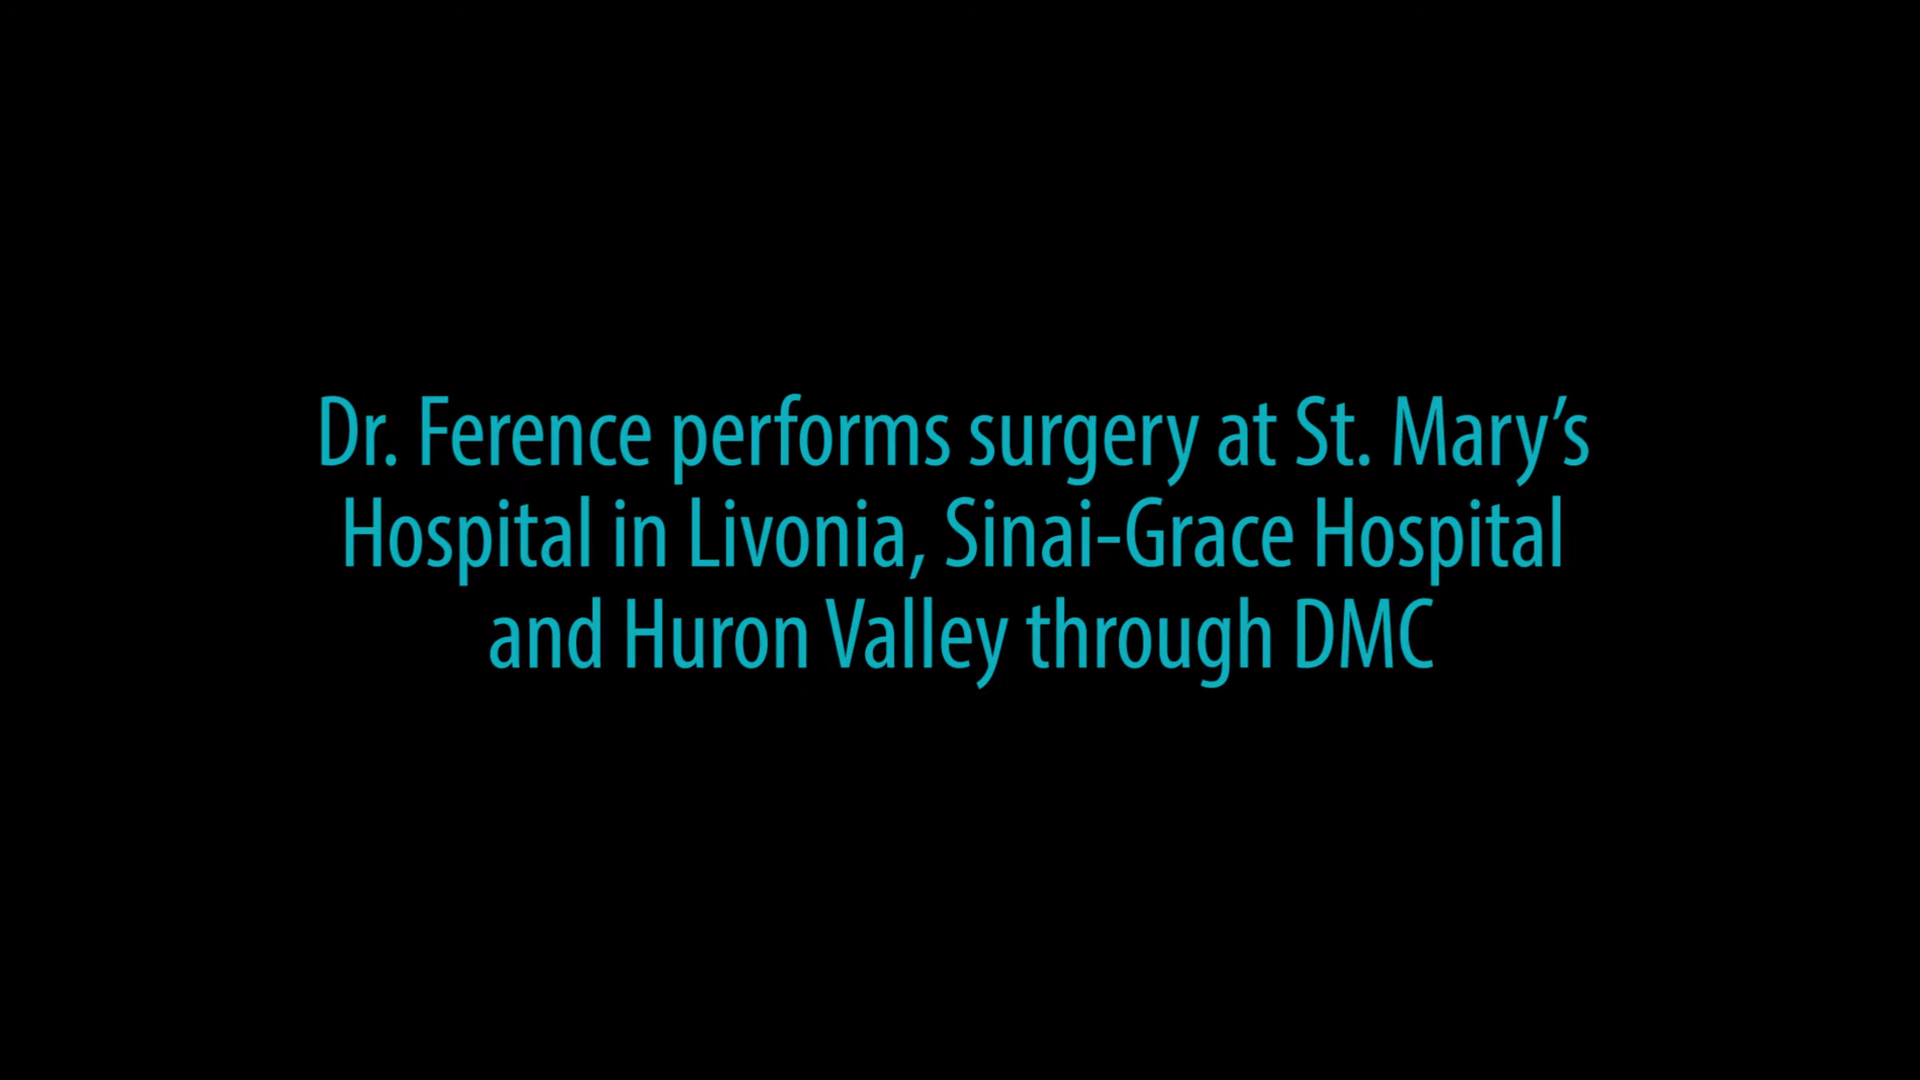 Dr. Ference performs surgery at St. Mary’s
Hospital in Livonia, Sinai-Grace Hospital
and Huron Valley through DMC